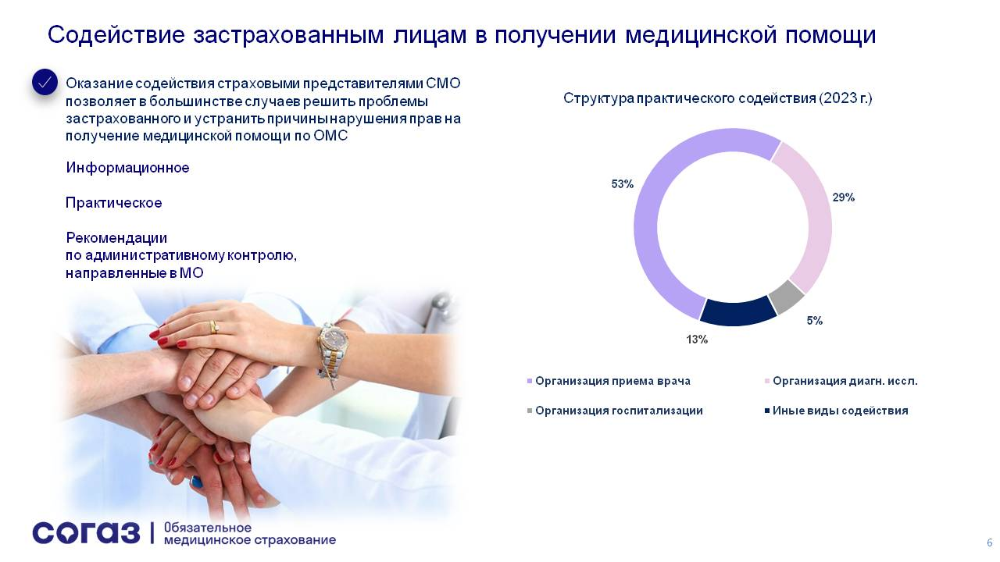 Содействие застрахованным лицам в получении медицинской помощи
Оказание содействия страховыми представителями СМО
позволяет в большинстве случаев решить проблемы
застрахованного и устранить причины нарушения прав на
получение медицинской помощи по ОМС
Информационное
Практическое
Рекомендации
по административному контролю,
направленные в МО
Структура практического содействия (2023 г.)
53%
29%
5%
13%
Организация приема врача
Организация диагн. иссл.
Организация госпитализации
Иные виды содействия
согаз | Обязательное
медицинское страхование
6